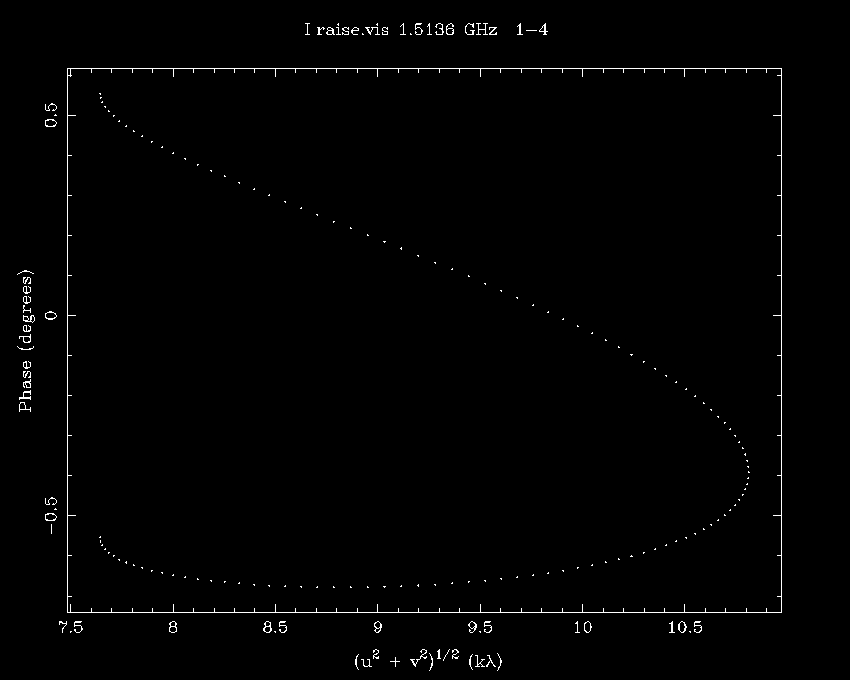 I raise.vis 1.5136 GHz 1−4
0.5
0
−0.5
Phase (degrees)
7.5 8 8.5 9 9.5 10 10.5
(u² + v²)¹/² (kλ)